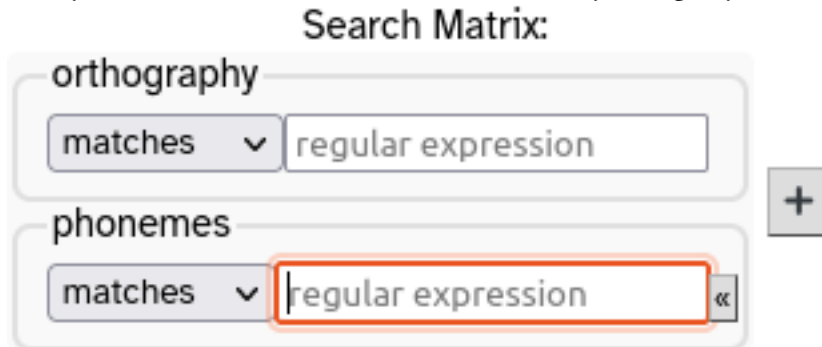 Search Matrix:
orthography
matches regular expression
+
phonemes
matches regular expression «